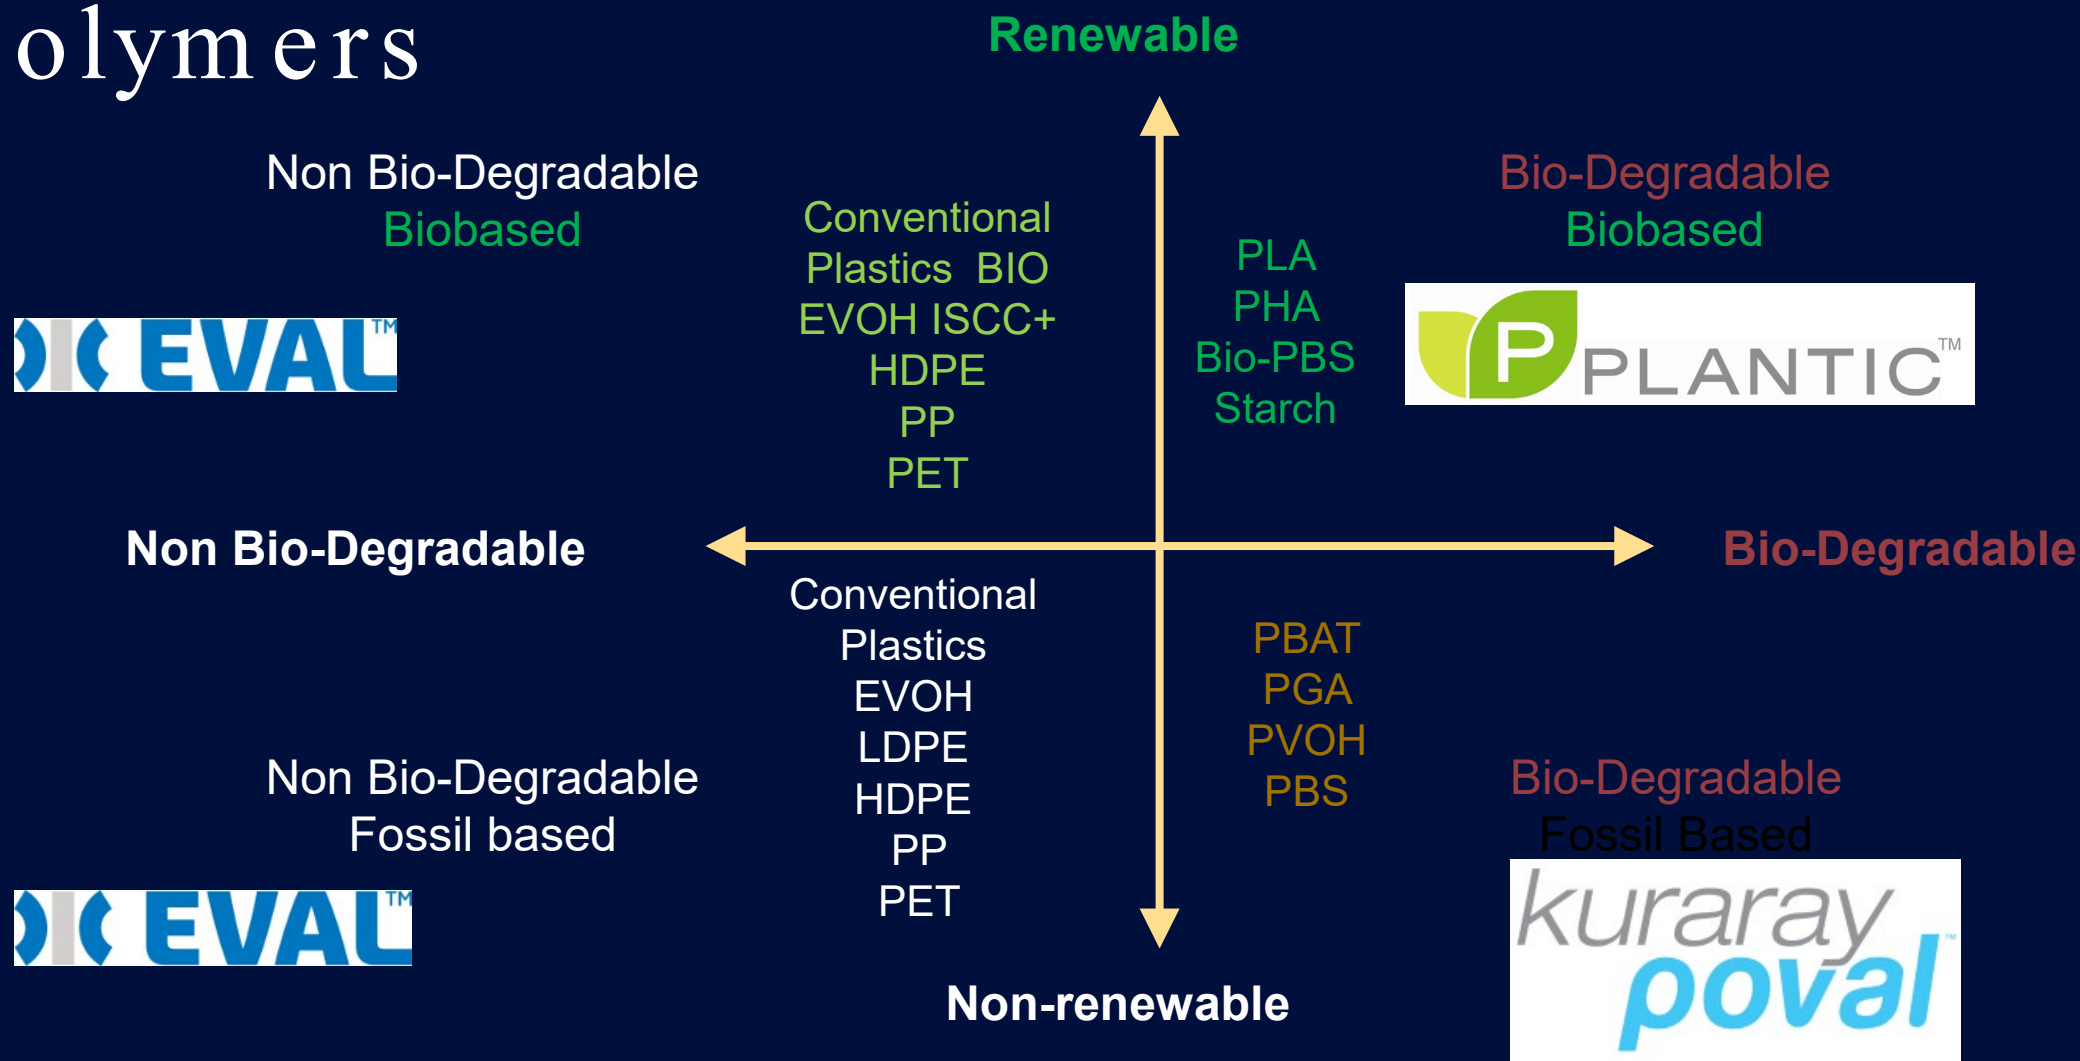 olymers
Renewable
Non Bio-Degradable
Biobased
EVAL™
Conventional
Plastics BIO
EVOH ISCC+
HDPE
PP
PET
PLA
PHA
Bio-PBS
Starch
Bio-Degradable
Biobased
P PLANTIC™
Non Bio-Degradable
Bio-Degradable
Conventional
Plastics
EVOH
LDPE
HDPE
PP
PET
Non Bio-Degradable
Fossil based
EVAL™
PBAT
PGA
PVOH
PBS
Bio-Degradable
Fossil Based
kuraray
poval™
Non-renewable